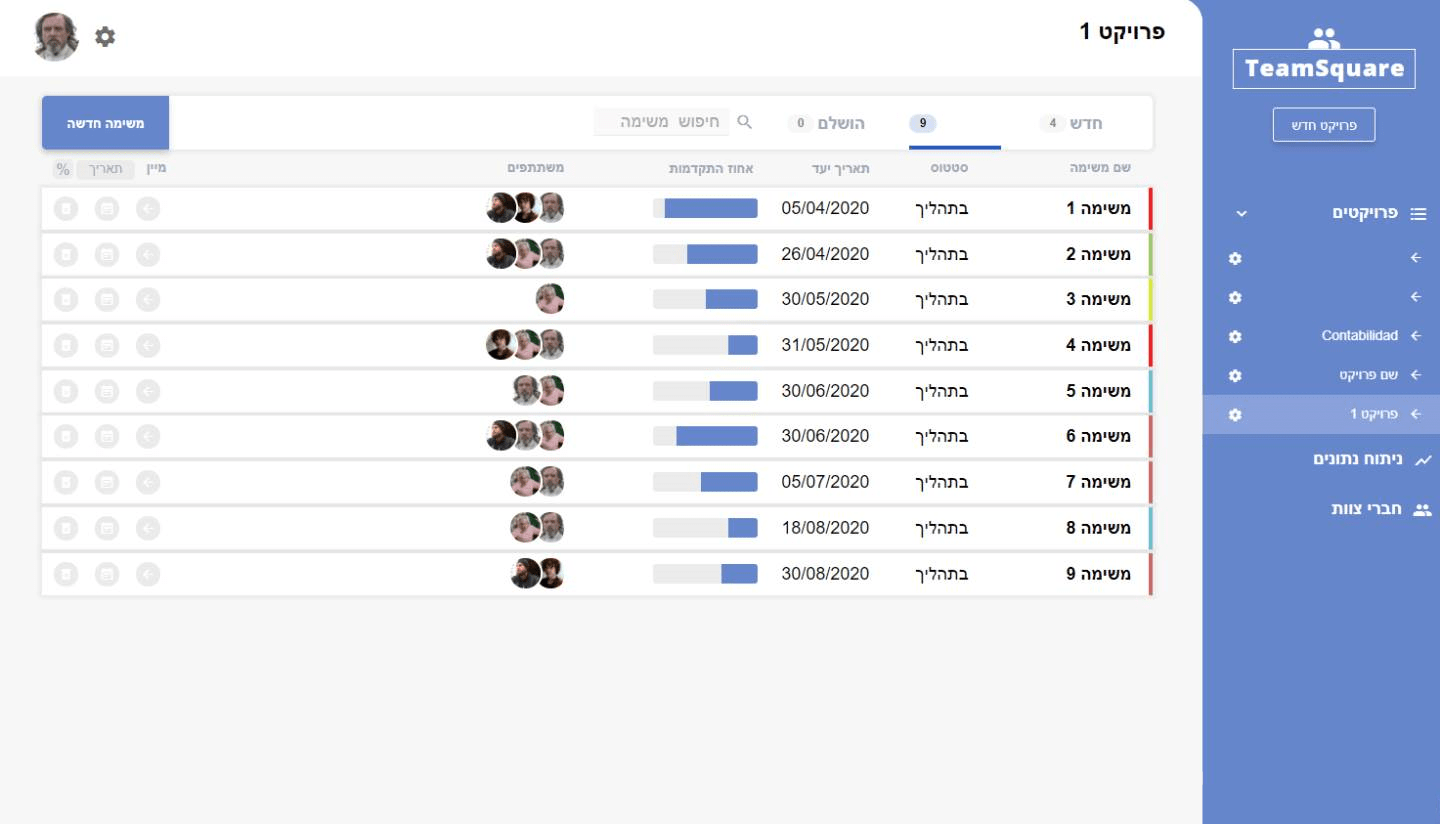 פרויקט 1
TeamSquare
פרויקט חדש
פרויקטים
Contabilidad
שם פרויקט
פרויקט 1
ניתוח נתונים
חברי צוות
חדש 4
9
הושלם 0
חיפוש משימה
משימה חדשה
שם משימה סטטוס תאריך יעד אחוז התקדמות משתתפים מיין תאריך %
משימה 1 בתהליך 05/04/2020
משימה 2 בתהליך 26/04/2020
משימה 3 בתהליך 30/05/2020
משימה 4 בתהליך 31/05/2020
משימה 5 בתהליך 30/06/2020
משימה 6 בתהליך 30/06/2020
משימה 7 בתהליך 05/07/2020
משימה 8 בתהליך 18/08/2020
משימה 9 בתהליך 30/08/2020